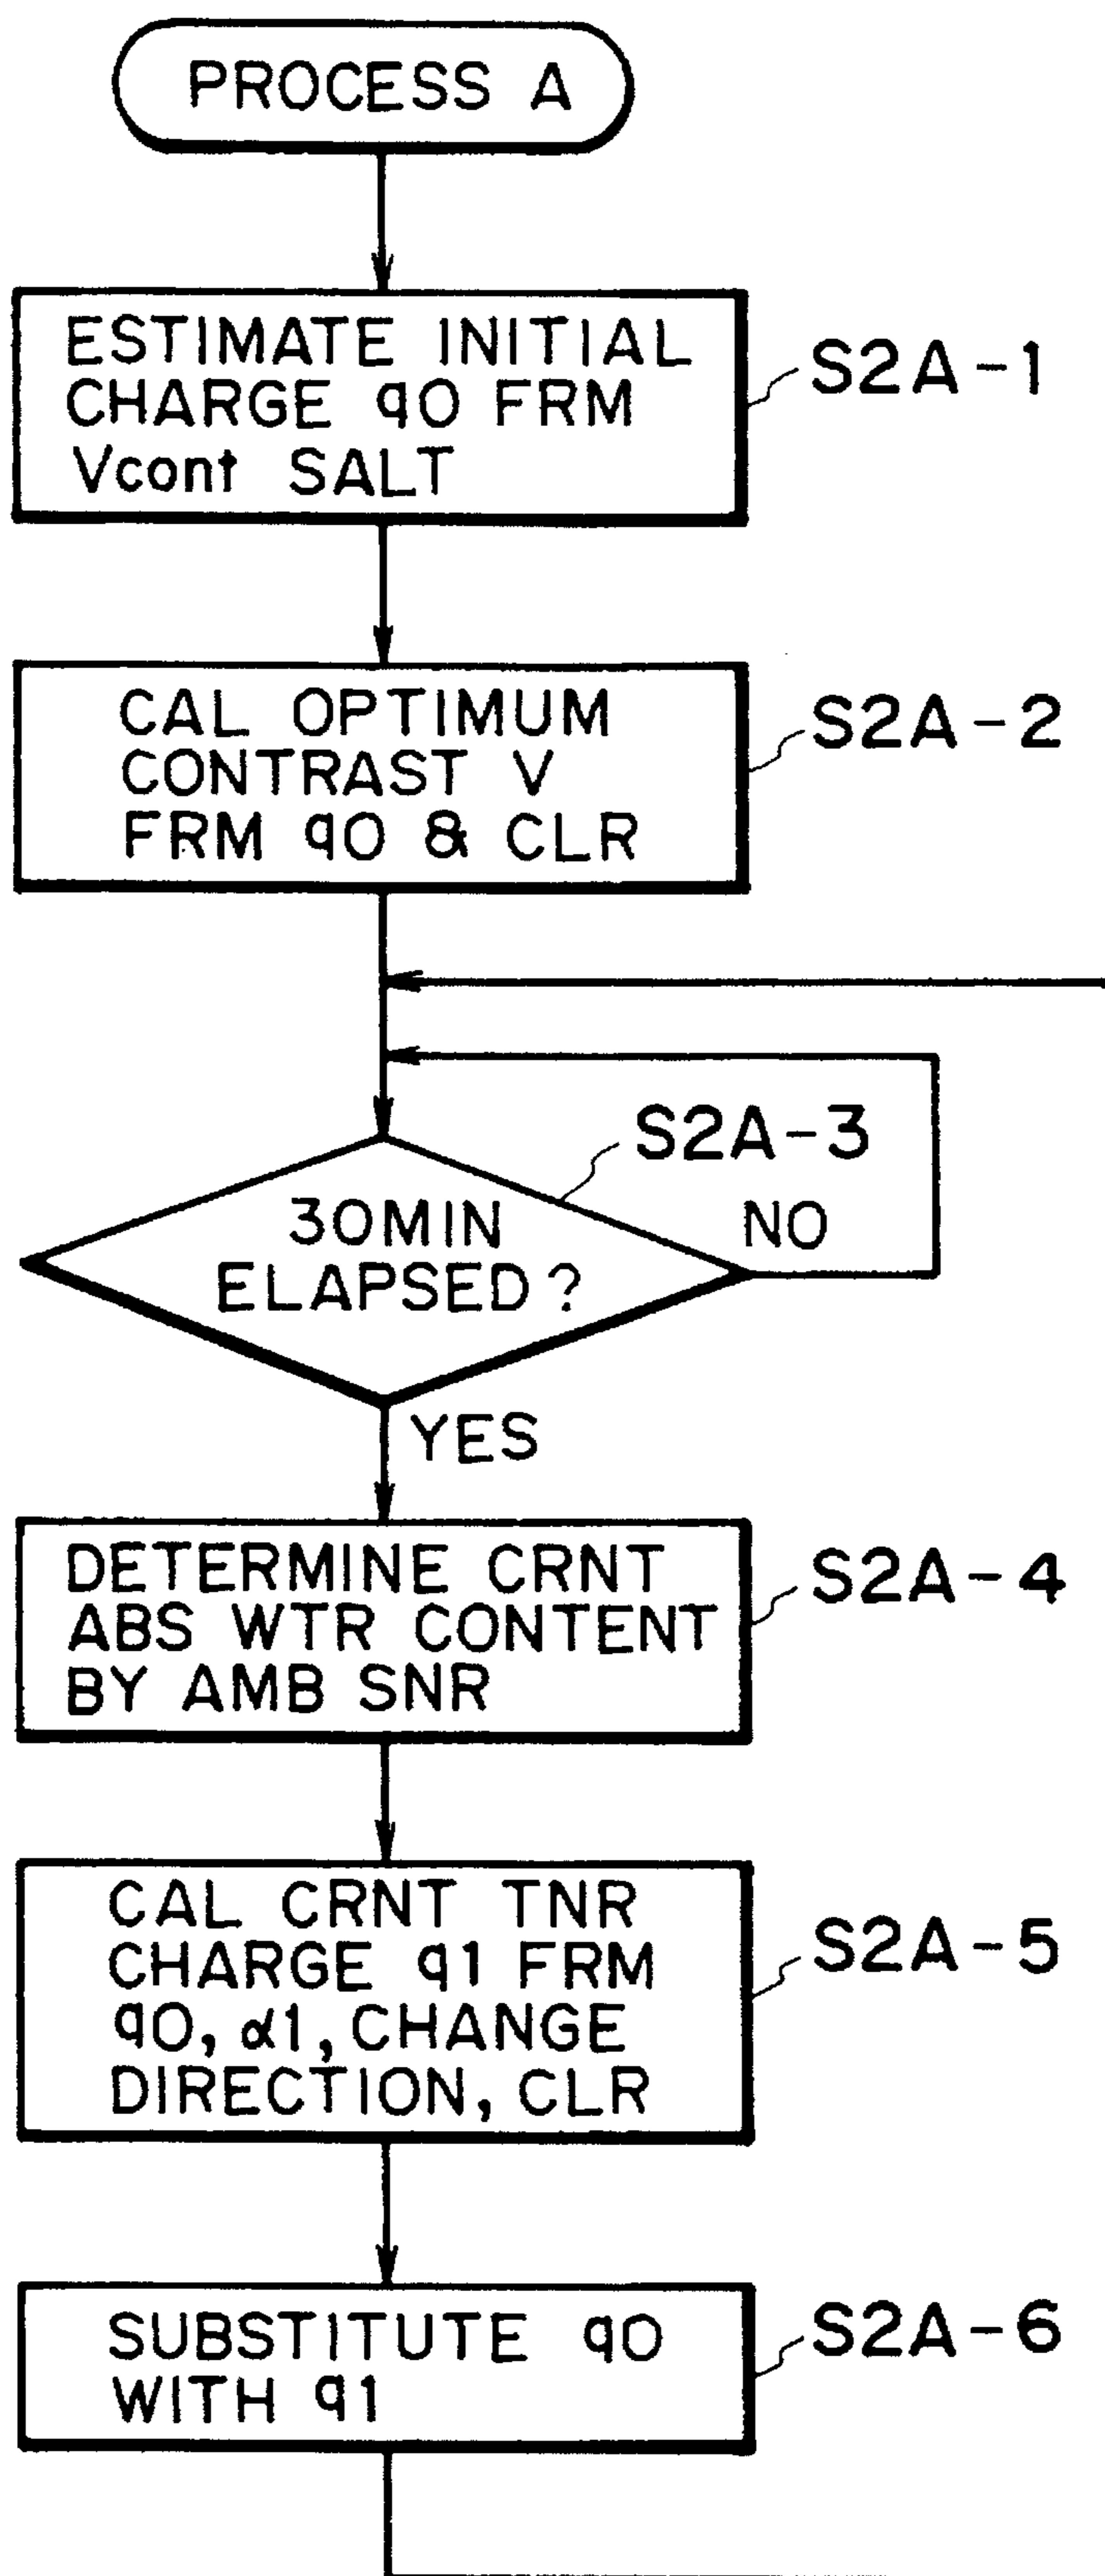 PROCESS A
ESTIMATE INITIAL
CHARGE q0 FRM
Vcont SALT
S2A-1
CAL OPTIMUM
CONTRAST V
FRM q0 & CLR
S2A-2
S2A-3
30MIN
ELAPSED?
NO
YES
DETERMINE CRNT
ABS WTR CONTENT
BY AMB SNR
S2A-4
CAL CRNT TNR
CHARGE q1 FRM
q0, α1, CHANGE
DIRECTION, CLR
S2A-5
SUBSTITUTE q0
WITH q1
S2A-6